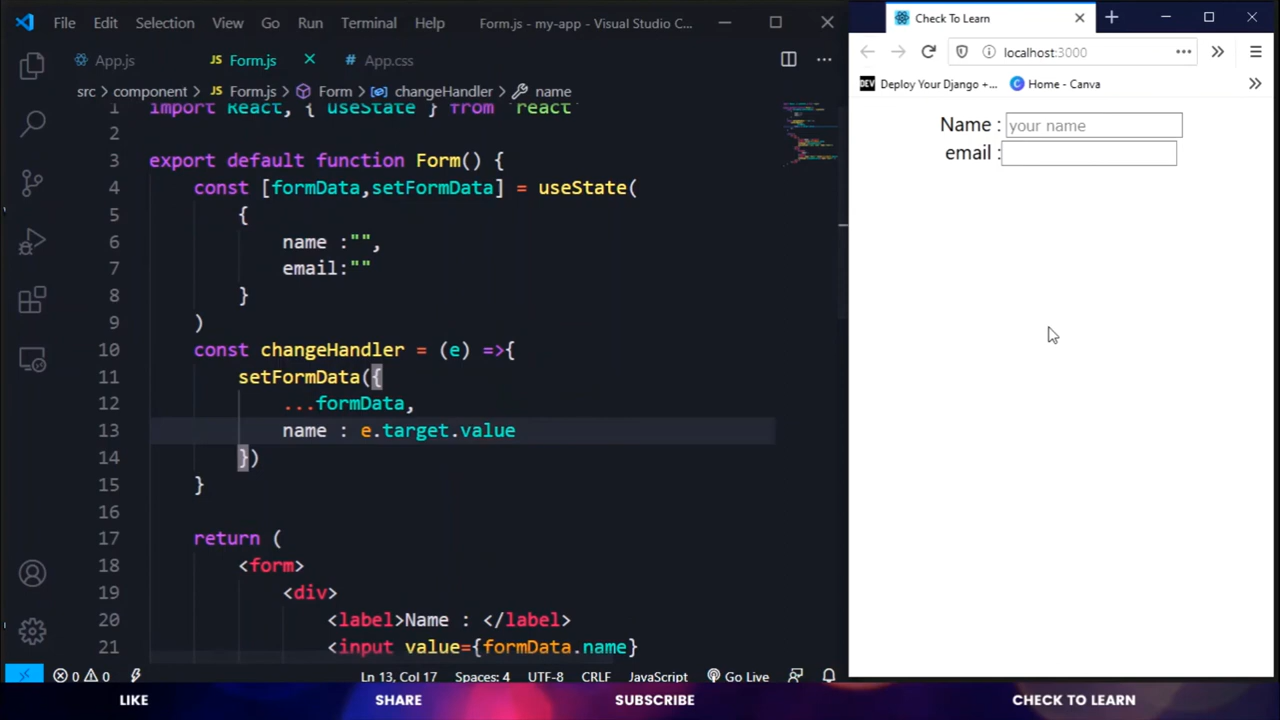 File Edit Selection View Go Run Terminal Help Form.js - my-app - Visual Studio C...
App.js Form.js App.css
src > component > Form.js > Form > changeHandler > name
1 import React, { useState } from 'react'
2
3 export default function Form() {
4 const [formData,setFormData] = useState(
5 {
6 name :"",
7 email:""
8 }
9 )
10 const changeHandler = (e) =>{
11 setFormData({
12 ...formData,
13 name : e.target.value
14 })
15 }
16
17 return (
18 <form>
19 <div>
20 <label>Name : </label>
21 <input value={formData.name}
0 0 Ln 13, Col 17 Spaces: 4 UTF-8 CRLF JavaScript Go Live
Check To Learn
localhost:3000
DEV Deploy Your Django +... C Home - Canva
Name : your name
email :
LIKE SHARE SUBSCRIBE CHECK TO LEARN